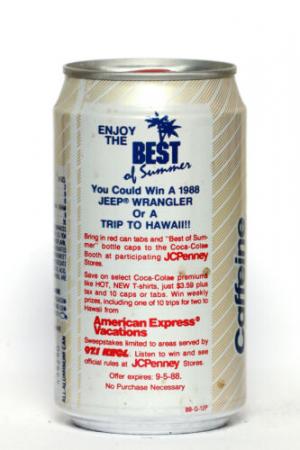 ENJOY
THE
BEST
of Summer
You Could Win A 1988
JEEP® WRANGLER
Or A
TRIP TO HAWAII!!
Bring in red can tabs and "Best of Sum-
mer" bottle caps to the Coca-Cola®
Booth at participating JCPenney
Stores.
Save on select Coca-Cola® premiums
like HOT, NEW T-shirts, just $3.59 plus
tax and 10 caps or tabs. Win weekly
prizes, including one of 10 trips for two to
Hawaii from
American Express®
Vacations
Sweepstakes limited to areas served by
Listen to win and see
official rules at JCPenney Stores.
Offer expires: 9-5-88.
No Purchase Necessary
caffeine
ALL-ALUMINUM CAN